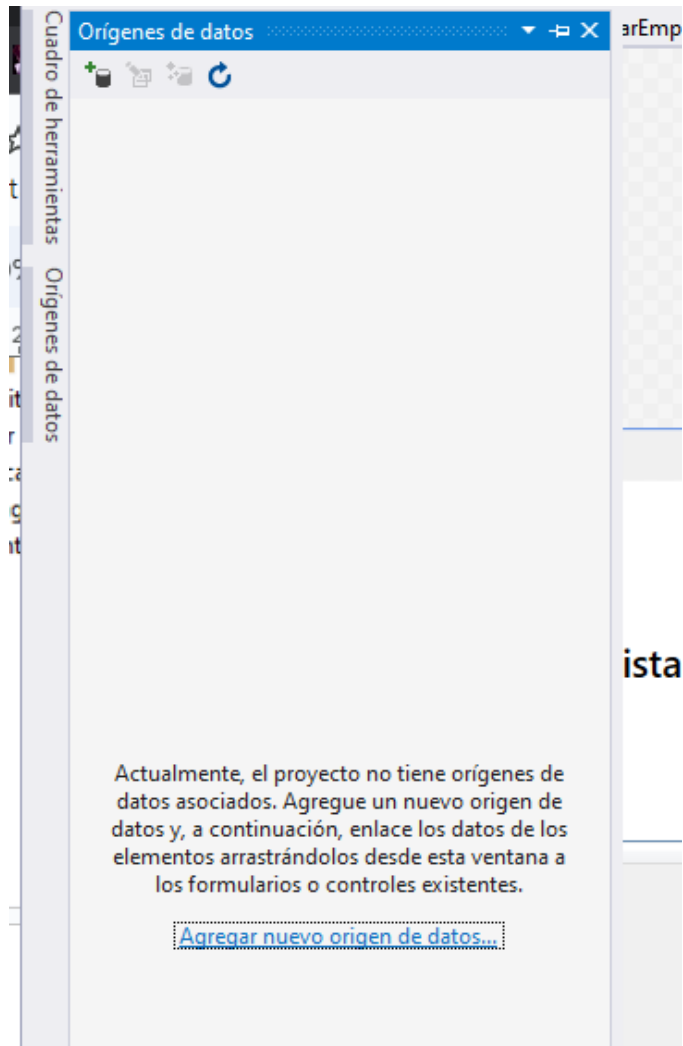 Orígenes de datos
arEmp
Cuadro de herramientas
Orígenes de datos
ista
Actualmente, el proyecto no tiene orígenes de
datos asociados. Agregue un nuevo origen de
datos y, a continuación, enlace los datos de los
elementos arrastrándolos desde esta ventana a
los formularios o controles existentes.
Agregar nuevo origen de datos...